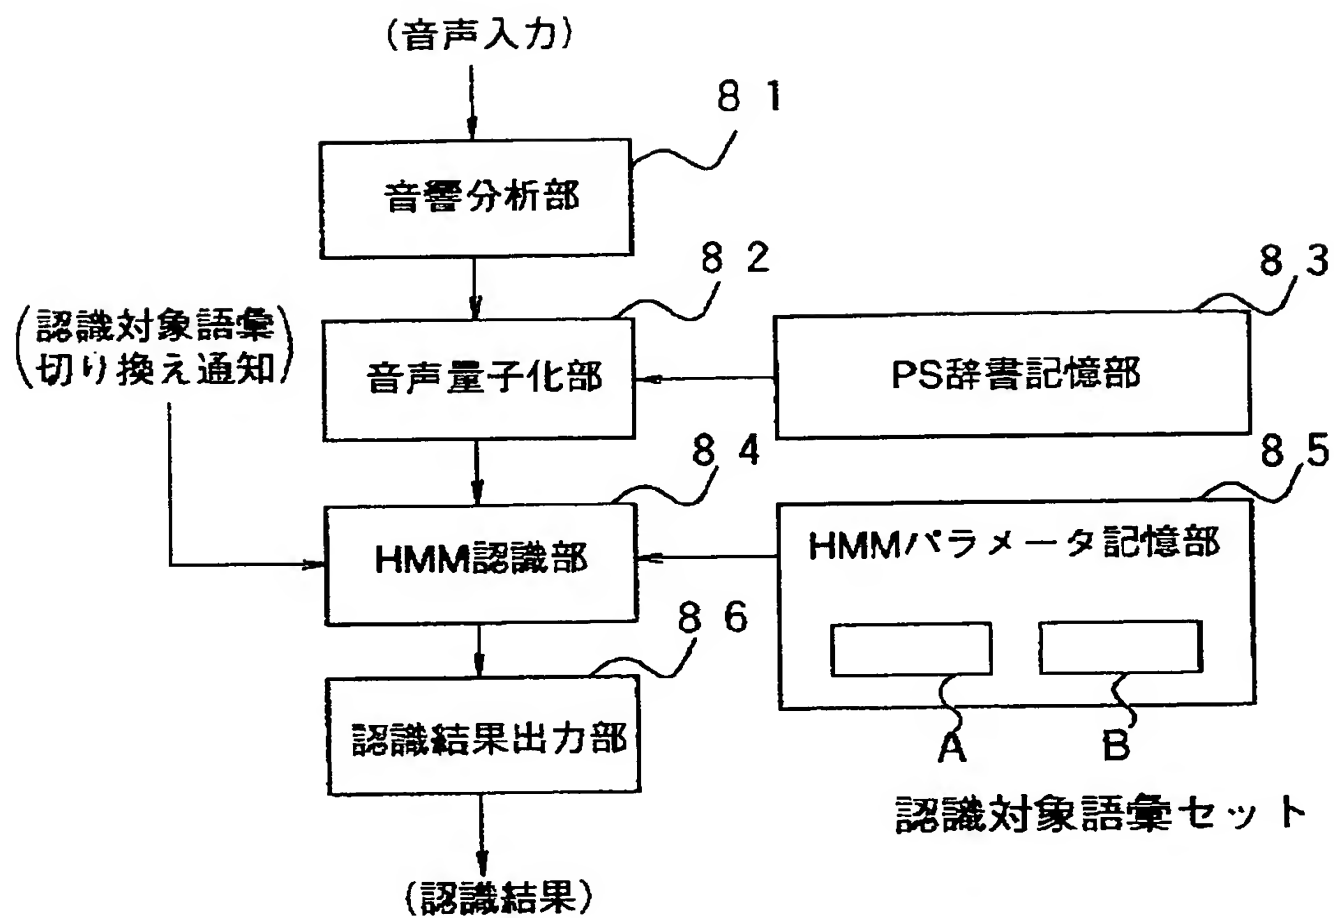 (音声入力)
81
音響分析部
82
83
(認識対象語彙
切り換え通知)
音声量子化部
PS辞書記憶部
84
85
HMM認識部
HMMパラメータ記憶部
86
認識結果出力部
A
B
認識対象語彙セット
(認識結果)